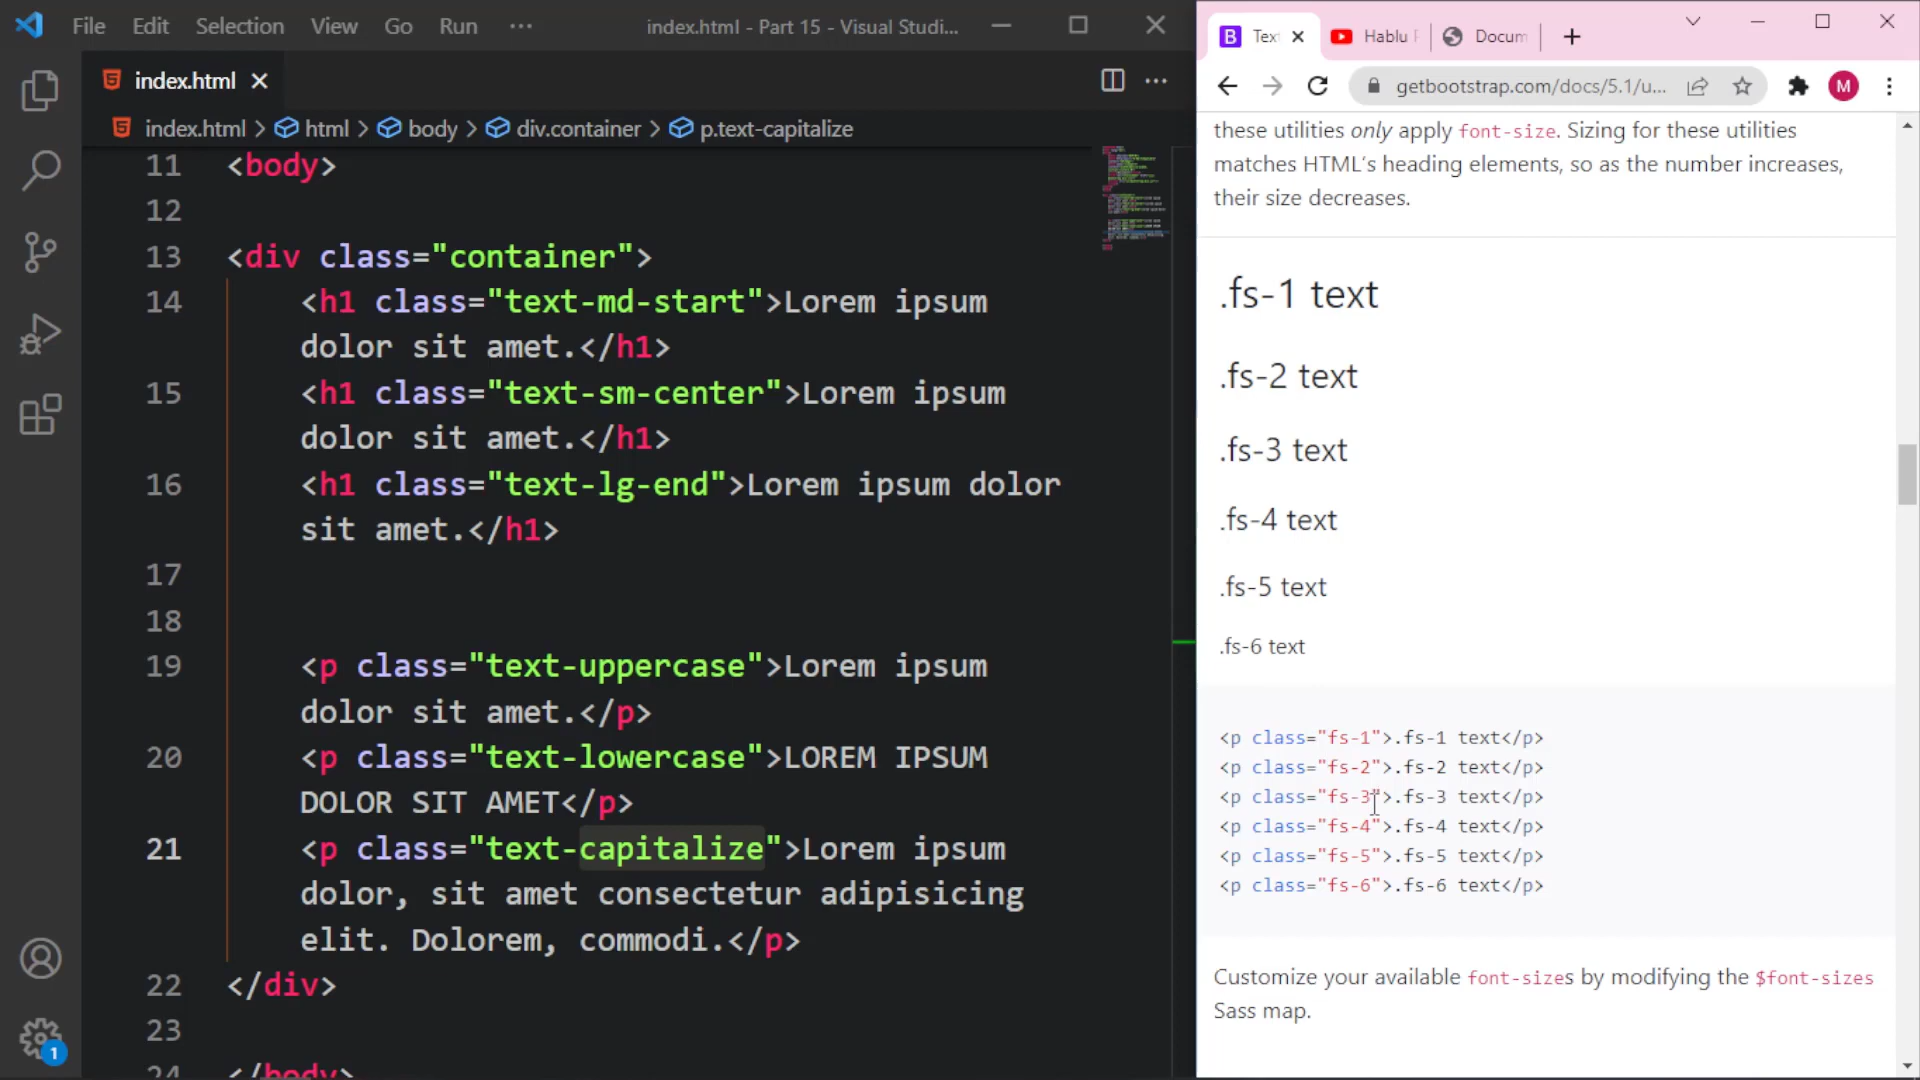 File Edit Selection View Go Run ··· index.html - Part 15 - Visual Studi...
index.html
index.html > html > body > div.container > p.text-capitalize
11 <body>
12
13 <div class="container">
14 <h1 class="text-md-start">Lorem ipsum
dolor sit amet.</h1>
15 <h1 class="text-sm-center">Lorem ipsum
dolor sit amet.</h1>
16 <h1 class="text-lg-end">Lorem ipsum dolor
sit amet.</h1>
17
18
19 <p class="text-uppercase">Lorem ipsum
dolor sit amet.</p>
20 <p class="text-lowercase">LOREM IPSUM
DOLOR SIT AMET</p>
21 <p class="text-capitalize">Lorem ipsum
dolor, sit amet consectetur adipisicing
elit. Dolorem, commodi.</p>
22 </div>
23
24 </body>
1
B Tex Hablu Docum
getbootstrap.com/docs/5.1/u... M
these utilities only apply font-size. Sizing for these utilities
matches HTML's heading elements, so as the number increases,
their size decreases.
.fs-1 text
.fs-2 text
.fs-3 text
.fs-4 text
.fs-5 text
.fs-6 text
<p class="fs-1">.fs-1 text</p>
<p class="fs-2">.fs-2 text</p>
<p class="fs-3">.fs-3 text</p>
<p class="fs-4">.fs-4 text</p>
<p class="fs-5">.fs-5 text</p>
<p class="fs-6">.fs-6 text</p>
Customize your available font-sizes by modifying the $font-sizes
Sass map.